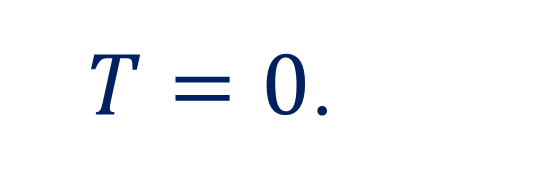 T = 0.